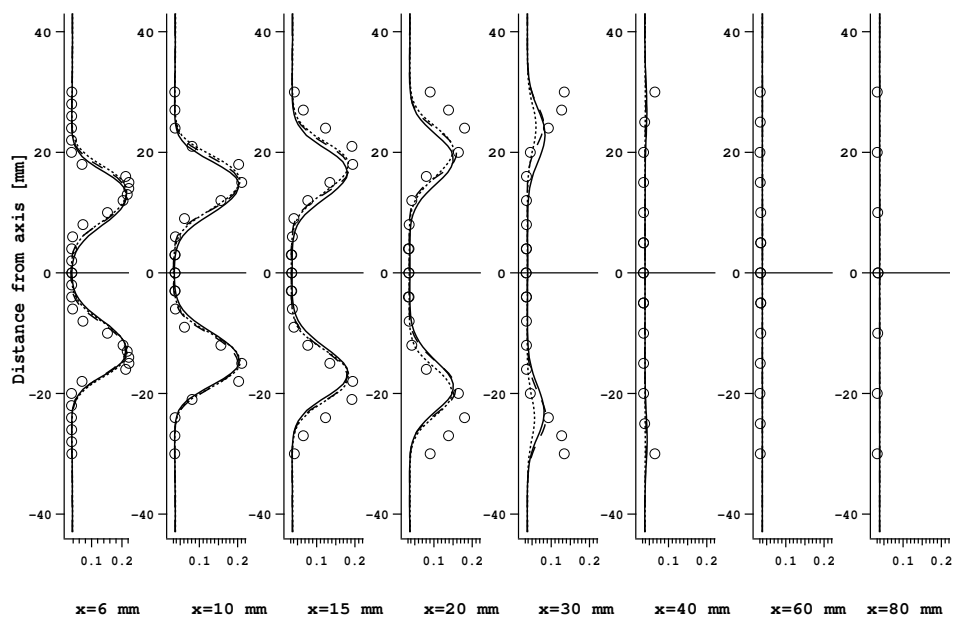 40 40 40 40 40 40 40 40
20 20 20 20 20 20 20 20
0 0 0 0 0 0 0 0
-20 -20 -20 -20 -20 -20 -20 -20
-40 -40 -40 -40 -40 -40 -40 -40
Distance from axis [mm]
0.1 0.2 0.1 0.2 0.1 0.2 0.1 0.2 0.1 0.2 0.1 0.2 0.1 0.2 0.1 0.2
x=6 mm x=10 mm x=15 mm x=20 mm x=30 mm x=40 mm x=60 mm x=80 mm